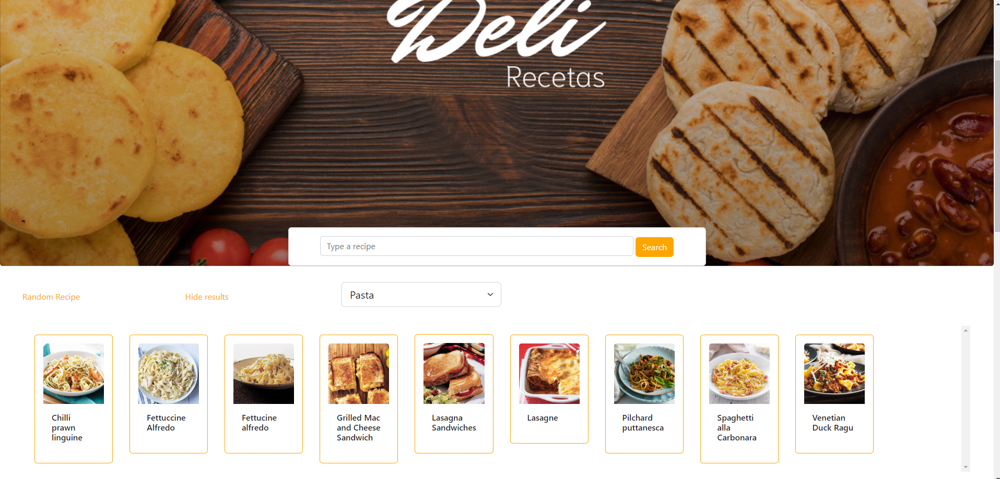 Deli
Recetas
Type a recipe
Search
Random Recipe
Hide results
Pasta
Chilli
prawn
linguine
Fettuccine
Alfredo
Fettucine
alfredo
Grilled Mac
and Cheese
Sandwich
Lasagna
Sandwiches
Lasagne
Pilchard
puttanesca
Spaghetti
alla
Carbonara
Venetian
Duck Ragu